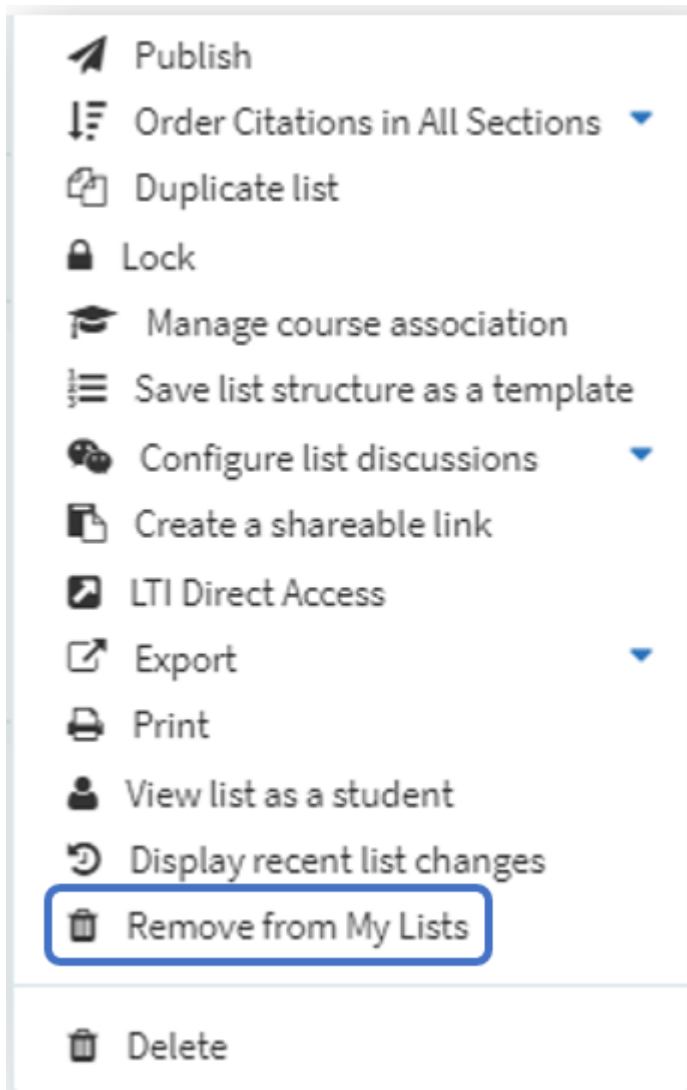 Publish
Order Citations in All Sections
Duplicate list
Lock
Manage course association
Save list structure as a template
Configure list discussions
Create a shareable link
LTI Direct Access
Export
Print
View list as a student
Display recent list changes
Remove from My Lists
Delete